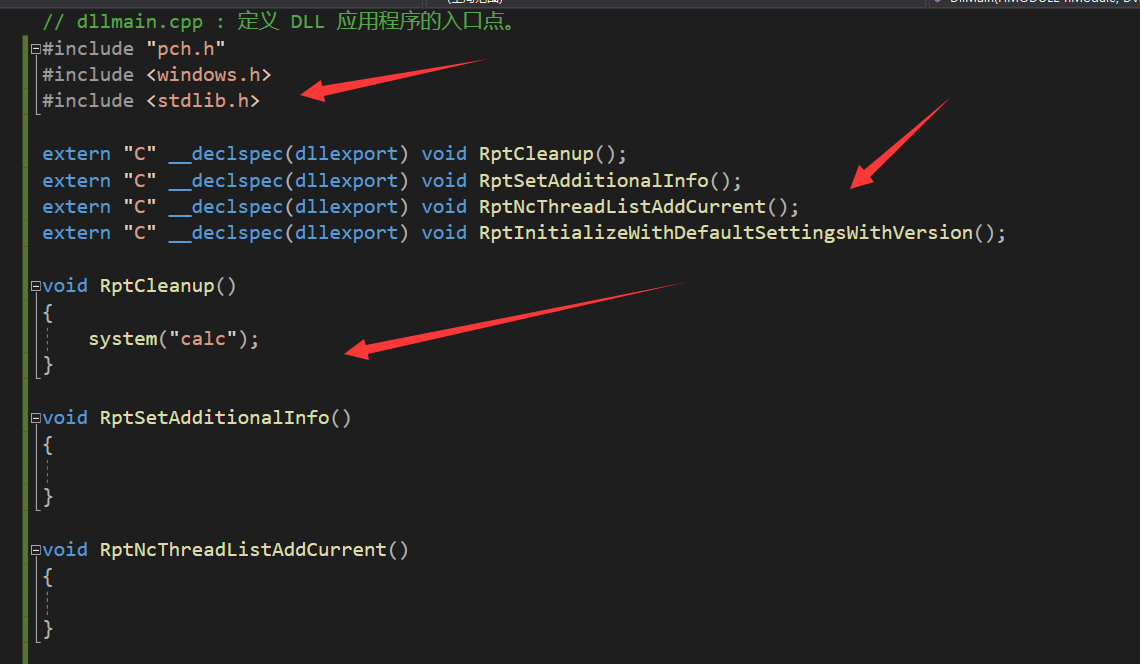 // dllmain.cpp : 定义 DLL 应用程序的入口点。
#include "pch.h"
#include <windows.h>
#include <stdlib.h>
extern "C" __declspec(dllexport) void RptCleanup();
extern "C" __declspec(dllexport) void RptSetAdditionalInfo();
extern "C" __declspec(dllexport) void RptNcThreadListAddCurrent();
extern "C" __declspec(dllexport) void RptInitializeWithDefaultSettingsWithVersion();
void RptCleanup()
{
system("calc");
}
void RptSetAdditionalInfo()
{
}
void RptNcThreadListAddCurrent()
{
}